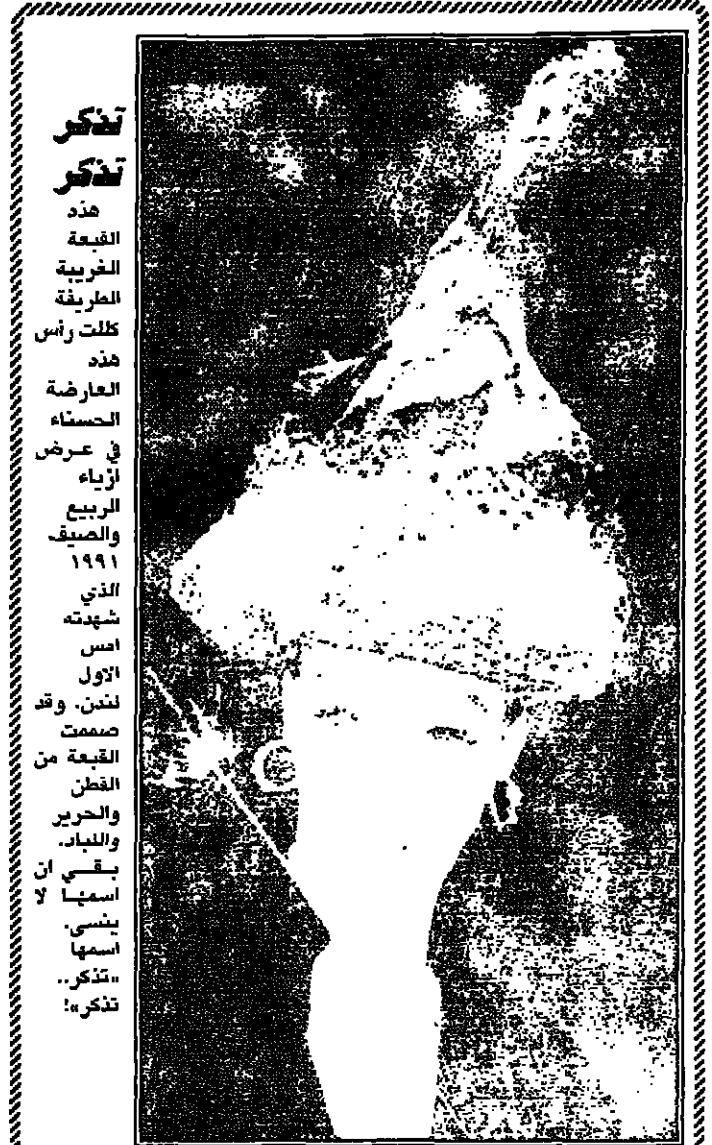 تذكر
تذكر
هذه
القبعة
الغريبة
الطريفة
كللت رأس
هذه
العارضة
الحسناء
في عرض
ازياء
الربيع
والصيف
١٩٩١
الذي
شهدته
امس
الاول
لندن. وقد
صممت
القبعة من
القطن
والحرير
واللباد.
بقي ان
اسمها لا
ينسى.
اسمها
«تذكر..
تذكر»!